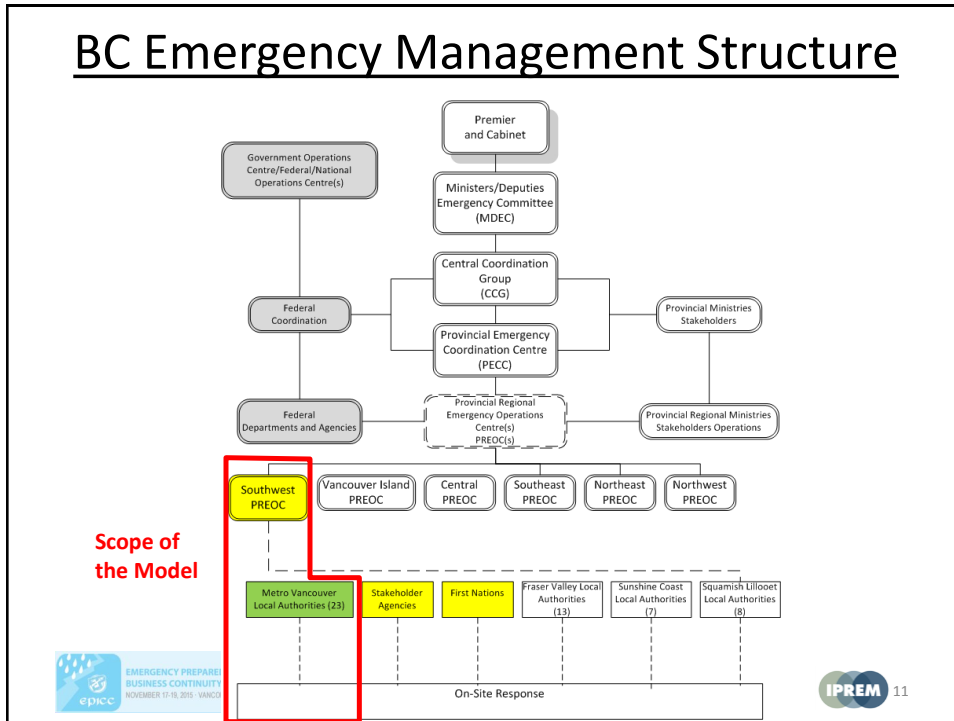 BC Emergency Management Structure
Premier
and Cabinet
Government Operations
Centre/Federal/National
Operations Centre(s)
Ministers/Deputies
Emergency Committee
(MDEC)
Central Coordination
Group
(CCG)
Federal
Coordination
Provincial Ministries
Stakeholders
Provincial Emergency
Coordination Centre
(PECC)
Federal
Departments and Agencies
Provincial Regional
Emergency Operations
Centre(s)
PREOC(s)
Provincial Regional Ministries
Stakeholders Operations
Southwest
PREOC
Vancouver Island
PREOC
Central
PREOC
Southeast
PREOC
Northeast
PREOC
Northwest
PREOC
Scope of
the Model
Metro Vancouver
Local Authorities (23)
Stakeholder
Agencies
First Nations
Fraser Valley Local
Authorities
(13)
Sunshine Coast
Local Authorities
(7)
Squamish Lillooet
Local Authorities
(8)
On-Site Response
epicc
EMERGENCY PREPARE
BUSINESS CONTINUITY
NOVEMBER 17-19, 2015 · VANCO
IPREM
11